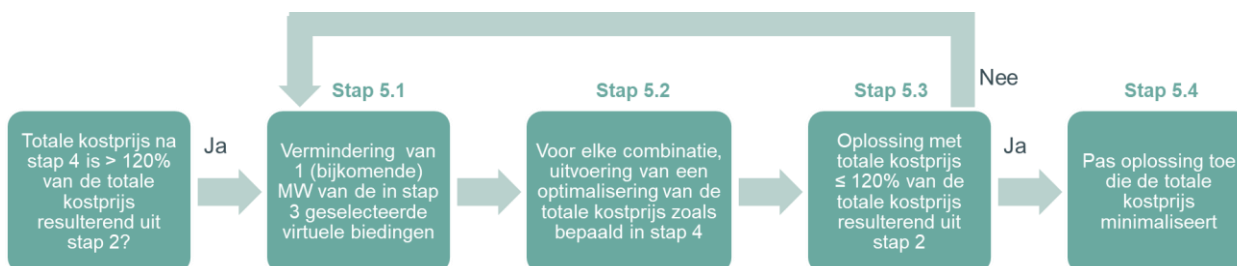 Nee
Stap 5.1
Stap 5.2
Stap 5.3
Stap 5.4
Totale kostprijs na
stap 4 is > 120%
van de totale
kostprijs
resulterend uit
stap 2?
Ja
Vermindering van
1 (bijkomende)
MW van de in stap
3 geselecteerde
virtuele biedingen
Voor elke combinatie,
uitvoering van een
optimalisering van de
totale kostprijs zoals
bepaald in stap 4
Oplossing met
totale kostprijs
≤ 120% van de
totale kostprijs
resulterend uit
stap 2
Ja
Pas oplossing toe
die de totale
kostprijs
minimaliseert